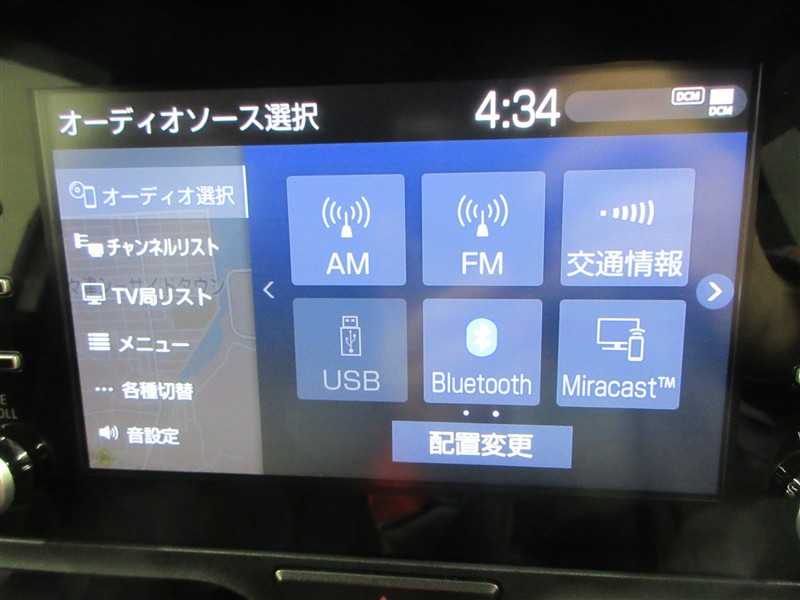 オーディオソース選択
4:34
DCM
DCM
オーディオ選択
チャンネルリスト
TV局リスト
メニュー
各種切替
音設定
AM
FM
交通情報
USB
Bluetooth
Miracast™
配置変更